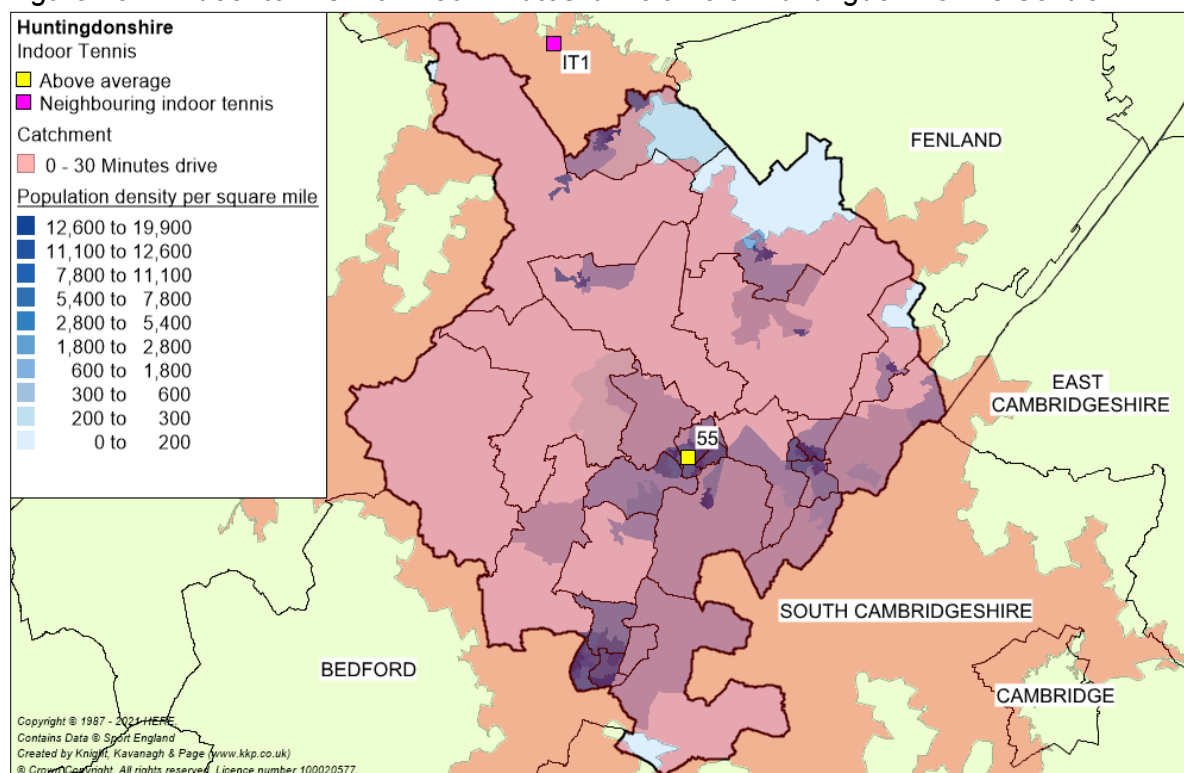 Huntingdonshire
Indoor Tennis
Above average
Neighbouring indoor tennis
Catchment
0 - 30 Minutes drive
Population density per square mile
12,600 to 19,900
11,100 to 12,600
7,800 to 11,100
5,400 to 7,800
2,800 to 5,400
1,800 to 2,800
600 to 1,800
300 to 600
200 to 300
0 to 200
IT1
FENLAND
EAST
CAMBRIDGESHIRE
55
SOUTH CAMBRIDGESHIRE
BEDFORD
CAMBRIDGE
Copyright © 1987 - 2021 HERE.
Contains Data © Sport England
Created by Knight, Kavanagh & Page (www.kkp.co.uk)
© Crown Copyright. All rights reserved. Licence number 100020577.